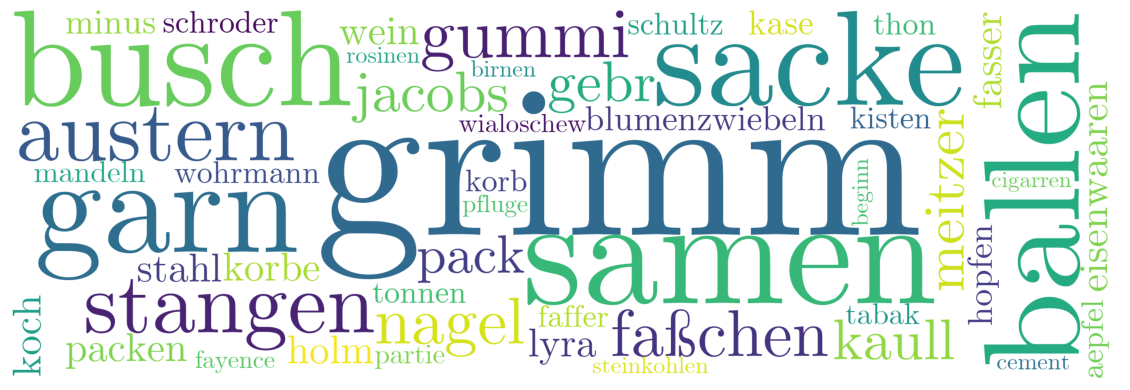 minus schroder wein gummi schultz kase thon fasser
busch rosinen birnen jacobs gebr sacke
austern wialoschew blumenzwiebeln kisten
mandeln wohrmann grimm korb pfluge beginn meitzer ballen cigarren eisenwaaren
garn stahl korbe pack samen hopfen
stangen tonnen nagel faffer faßchen tabak aepfel
koch packen fayence holm partie lyra steinkohlen kaull cement